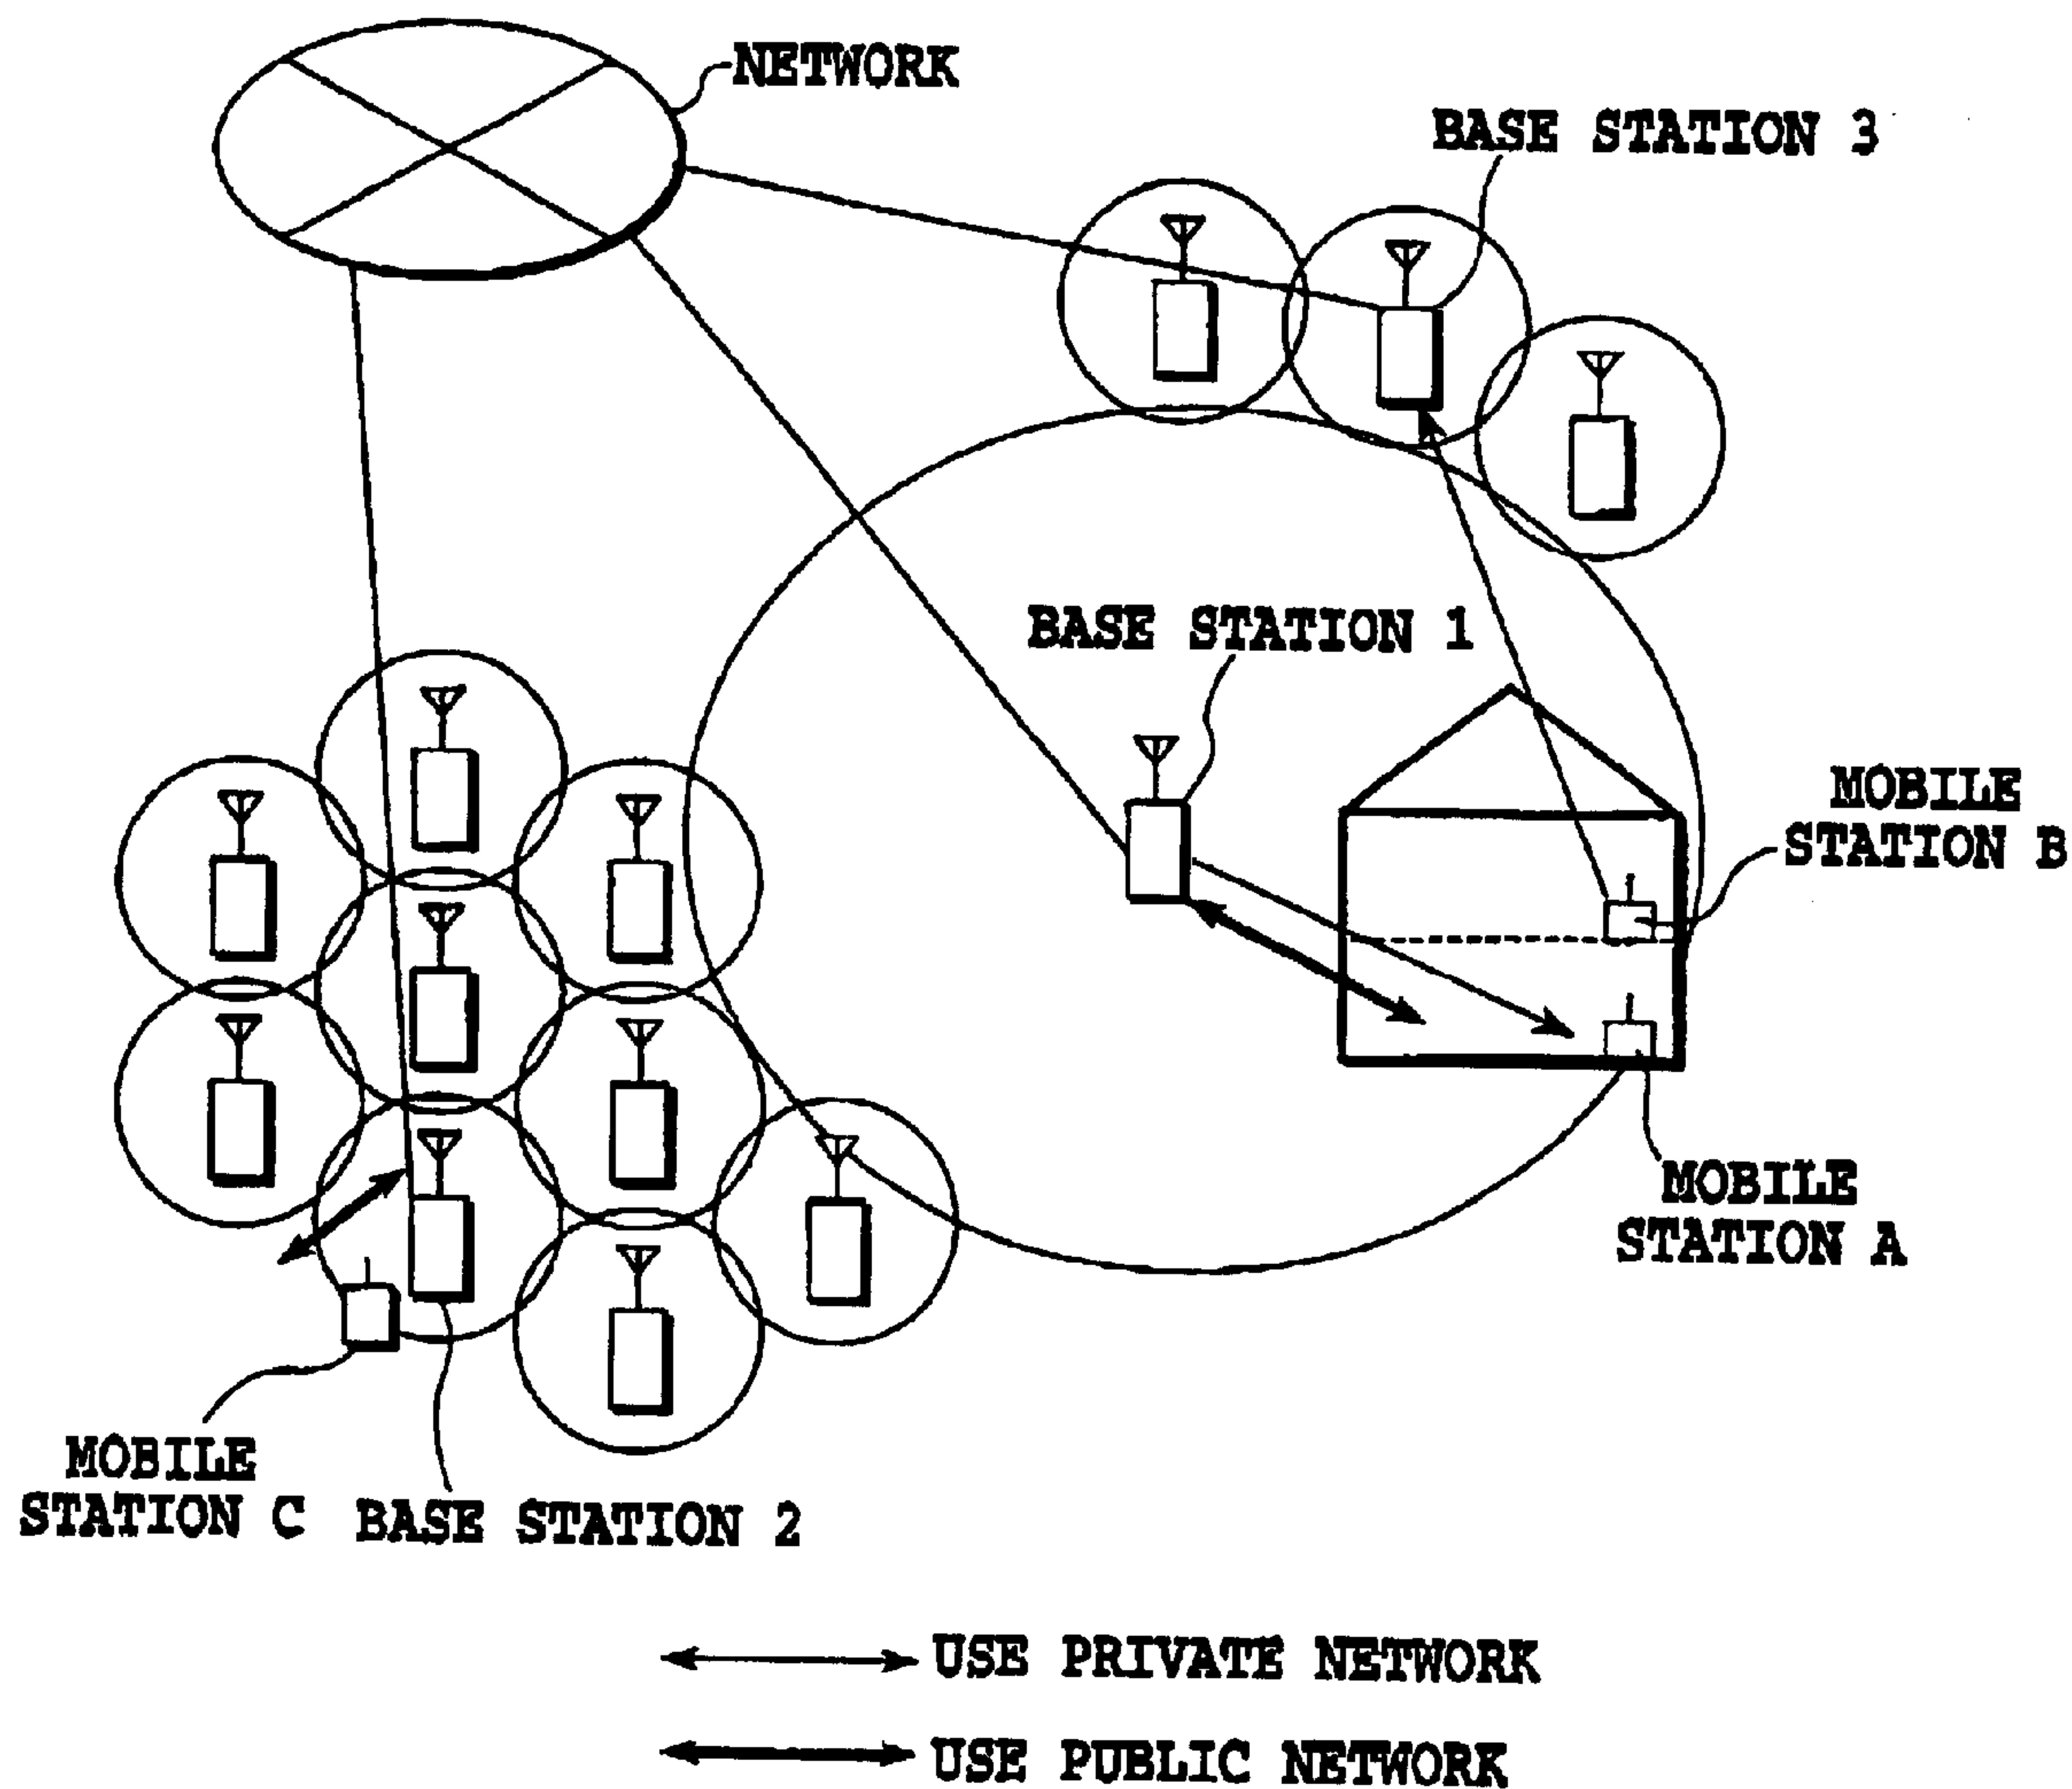 NETWORK
BASE STATION 3
BASE STATION 1
MOBILE
STATION B
MOBILE
STATION A
MOBILE
STATION C
BASE STATION 2
USE PRIVATE NETWORK
USE PUBLIC NETWORK